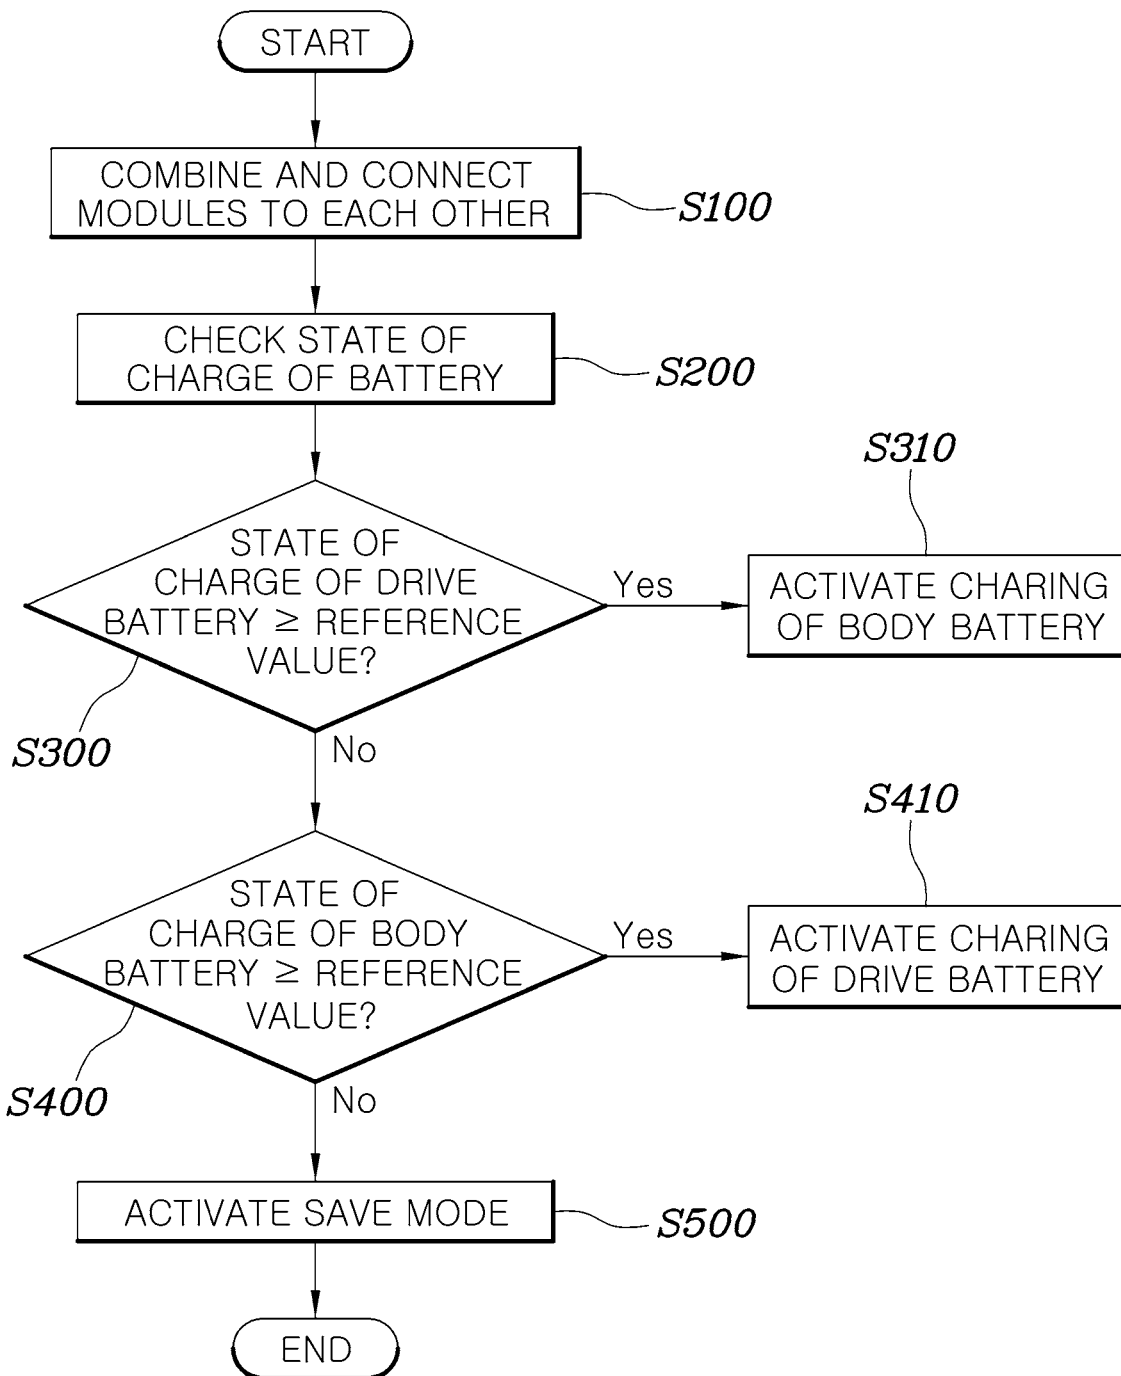 START
COMBINE AND CONNECT
MODULES TO EACH OTHER
S100
CHECK STATE OF
CHARGE OF BATTERY
S200
STATE OF
CHARGE OF DRIVE
BATTERY ≥ REFERENCE
VALUE?
S300
Yes
S310
ACTIVATE CHARING
OF BODY BATTERY
No
STATE OF
CHARGE OF BODY
BATTERY ≥ REFERENCE
VALUE?
S400
Yes
S410
ACTIVATE CHARING
OF DRIVE BATTERY
No
ACTIVATE SAVE MODE
S500
END